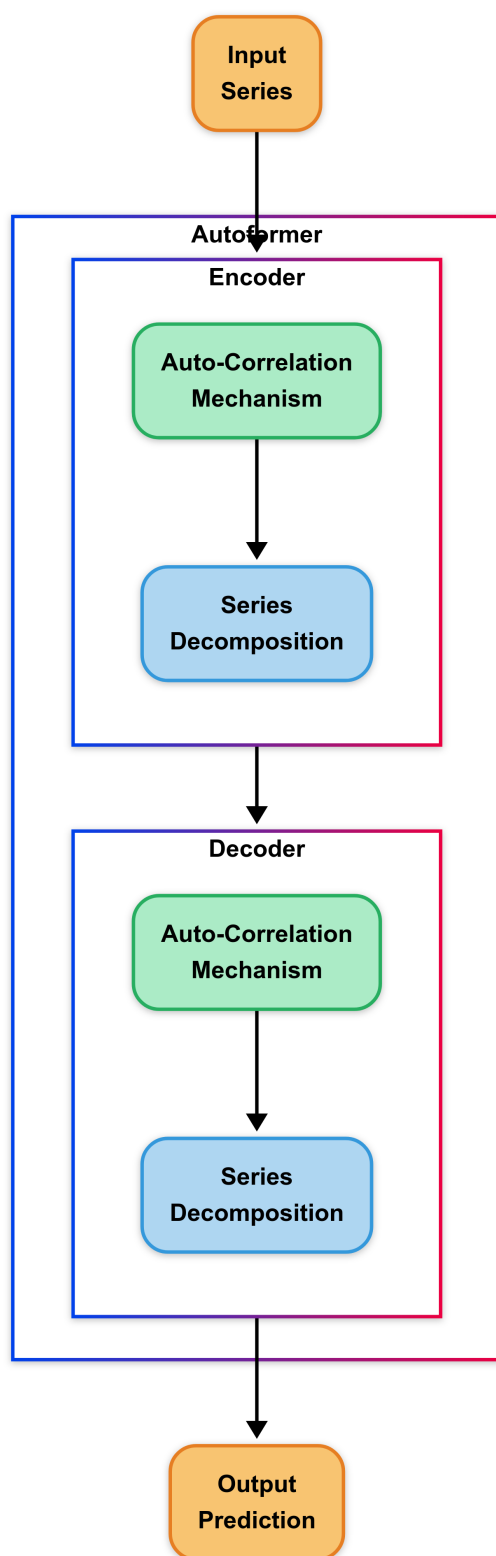 Input
Series
Autoformer
Encoder
Auto-Correlation
Mechanism
Series
Decomposition
Decoder
Auto-Correlation
Mechanism
Series
Decomposition
Output
Prediction